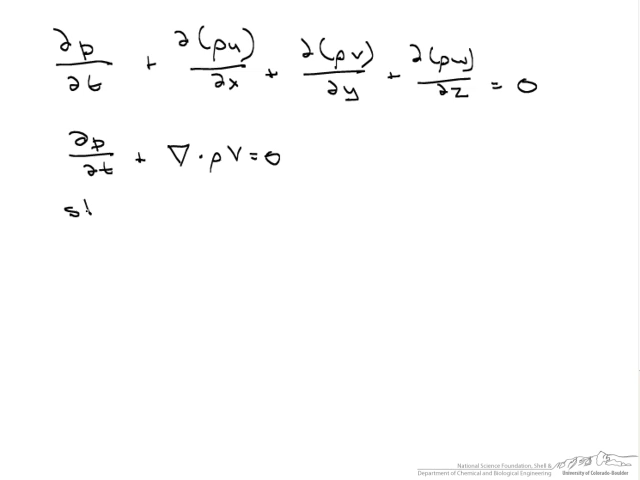 ∂ρ/∂t + ∂(ρu)/∂x + ∂(ρv)/∂y + ∂(ρw)/∂z = 0
∂ρ/∂t + ∇·ρV = 0
st
National Science Foundation, Shell &
Department of Chemical and Biological Engineering
University of Colorado-Boulder